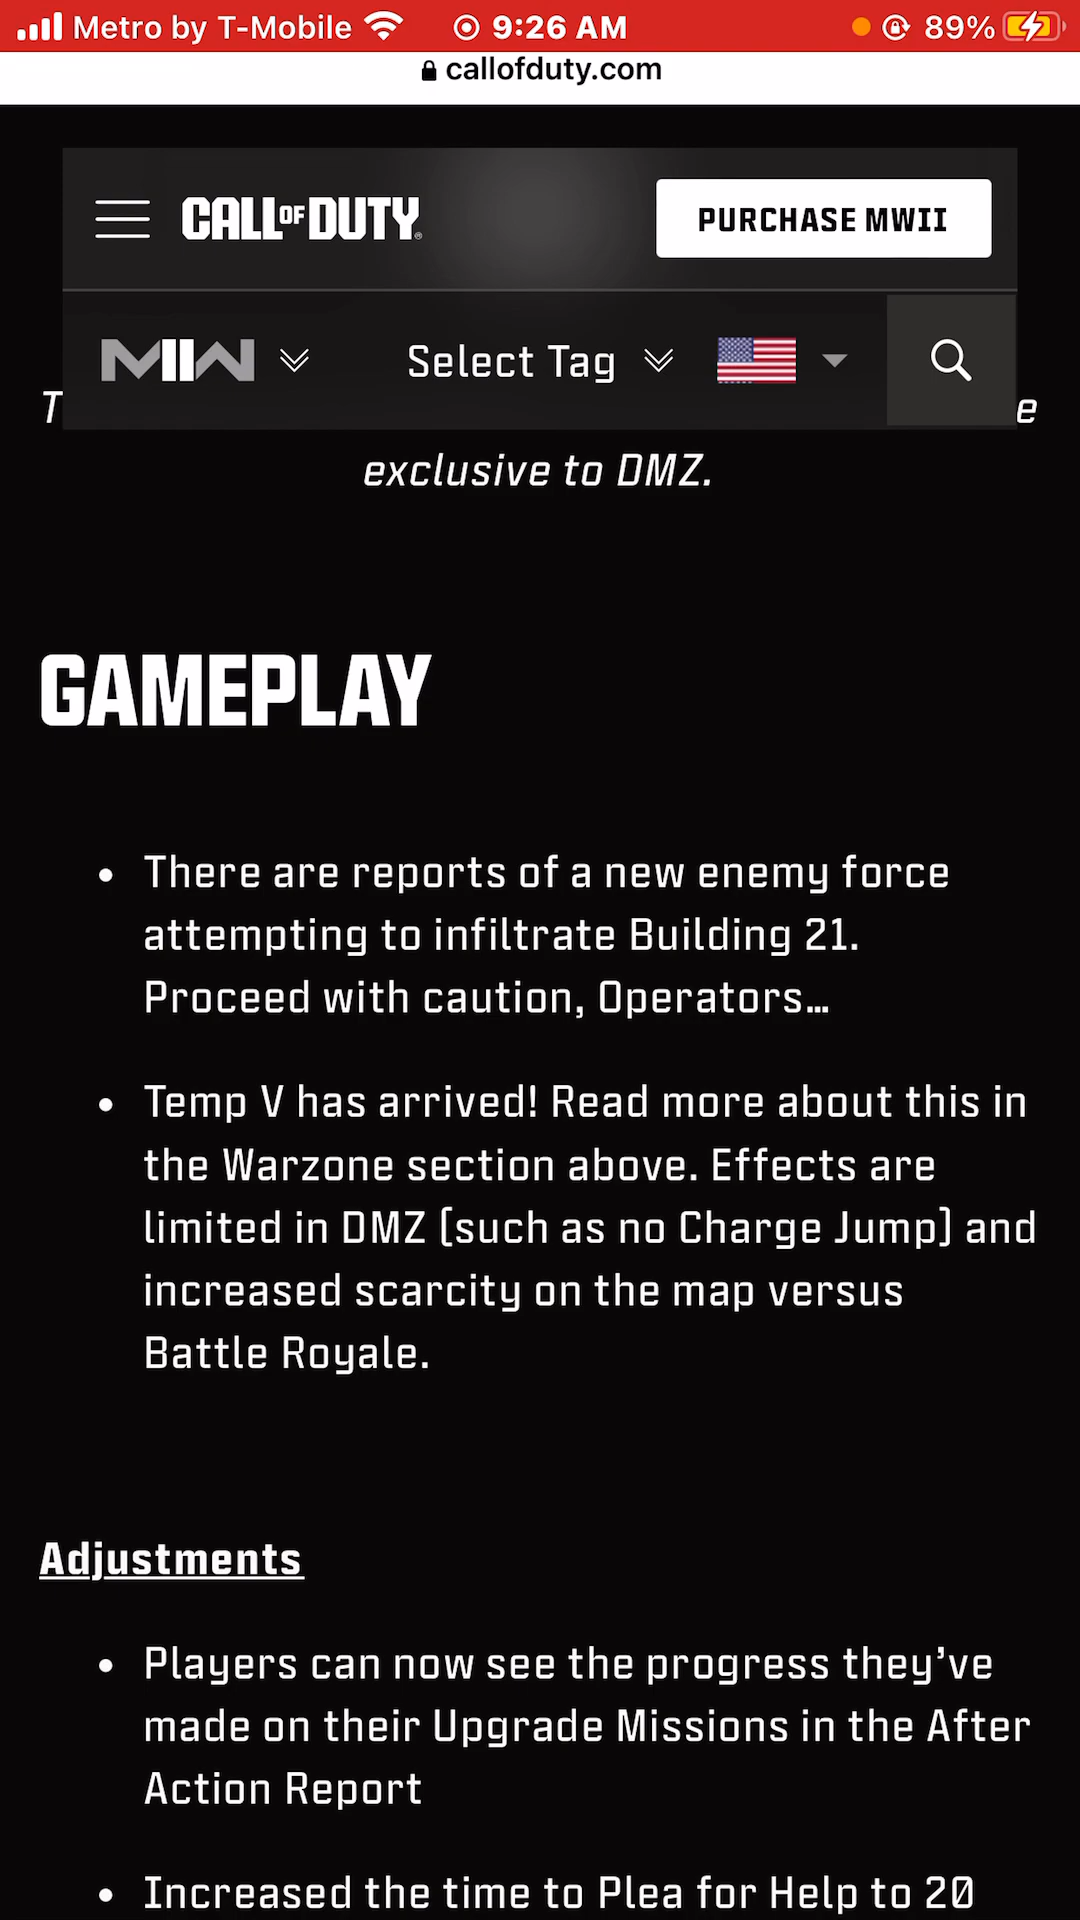 Metro by T-Mobile 9:26 AM 89%
callofduty.com
CALL OF DUTY® PURCHASE MWII
MWII Select Tag
T e
exclusive to DMZ.
GAMEPLAY
• There are reports of a new enemy force
attempting to infiltrate Building 21.
Proceed with caution, Operators…
• Temp V has arrived! Read more about this in
the Warzone section above. Effects are
limited in DMZ (such as no Charge Jump) and
increased scarcity on the map versus
Battle Royale.
Adjustments
• Players can now see the progress they’ve
made on their Upgrade Missions in the After
Action Report
• Increased the time to Plea for Help to 20